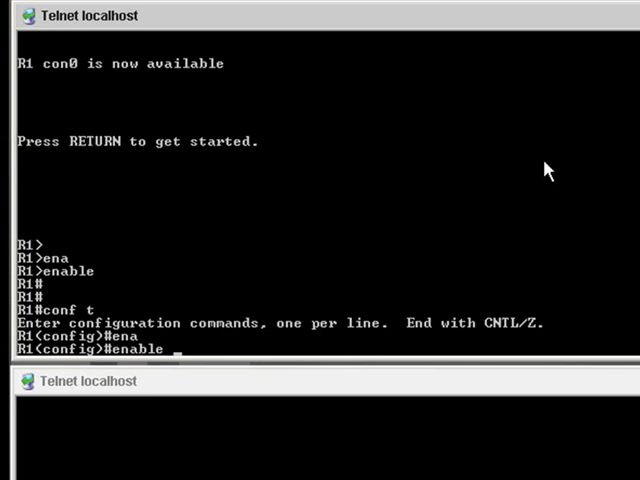 Telnet localhost
R1 con0 is now available
Press RETURN to get started.
R1>
R1>ena
R1>enable
R1#
R1#
R1#conf t
Enter configuration commands, one per line.  End with CNTL/Z.
R1(config)#ena
R1(config)#enable _
Telnet localhost